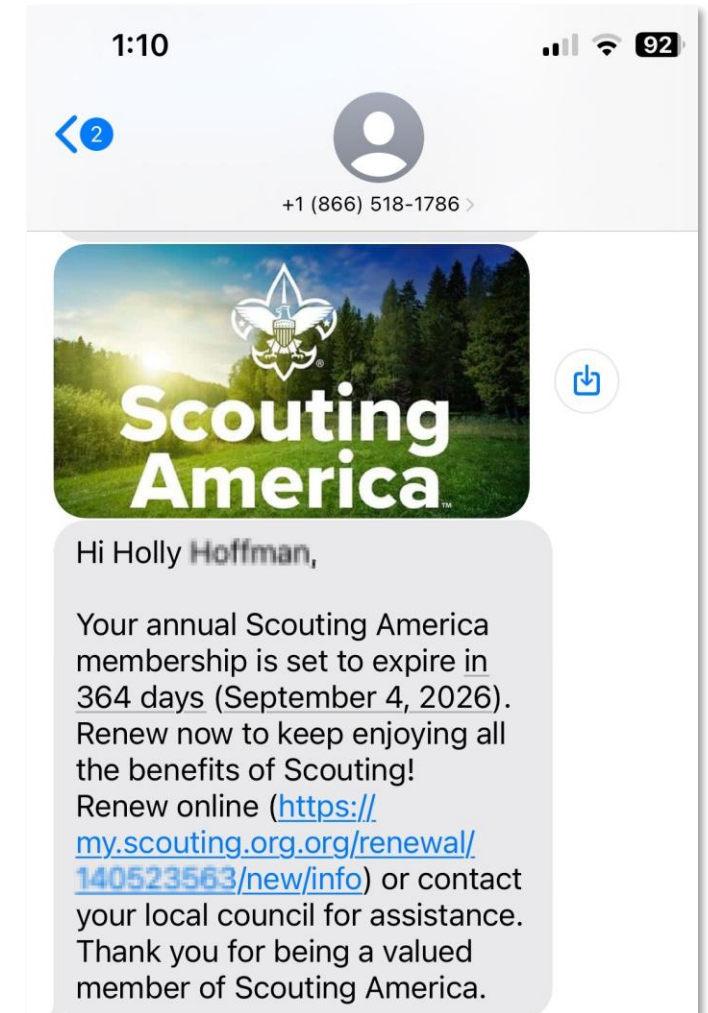 1:10
92
2
+1 (866) 518-1786 >
Scouting
America™
Hi Holly
Your annual Scouting America
membership is set to expire in
364 days (September 4, 2026).
Renew now to keep enjoying all
the benefits of Scouting!
Renew online (https://
my.scouting.org.org/renewal/
/new/info) or contact
your local council for assistance.
Thank you for being a valued
member of Scouting America.